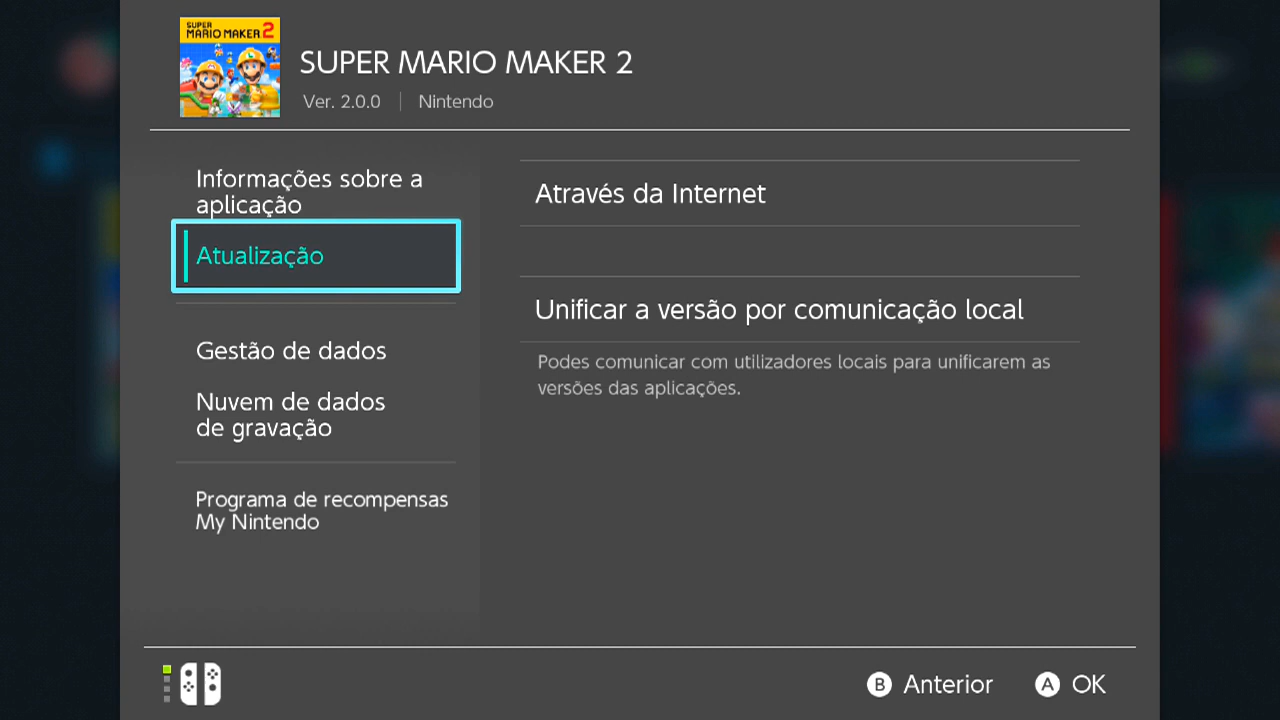 SUPER
MARIO MAKER 2
SUPER MARIO MAKER 2
Ver. 2.0.0 | Nintendo
Informações sobre a
aplicação
Atualização
Gestão de dados
Nuvem de dados
de gravação
Programa de recompensas
My Nintendo
Através da Internet
Unificar a versão por comunicação local
Podes comunicar com utilizadores locais para unificarem as
versões das aplicações.
B Anterior
A OK